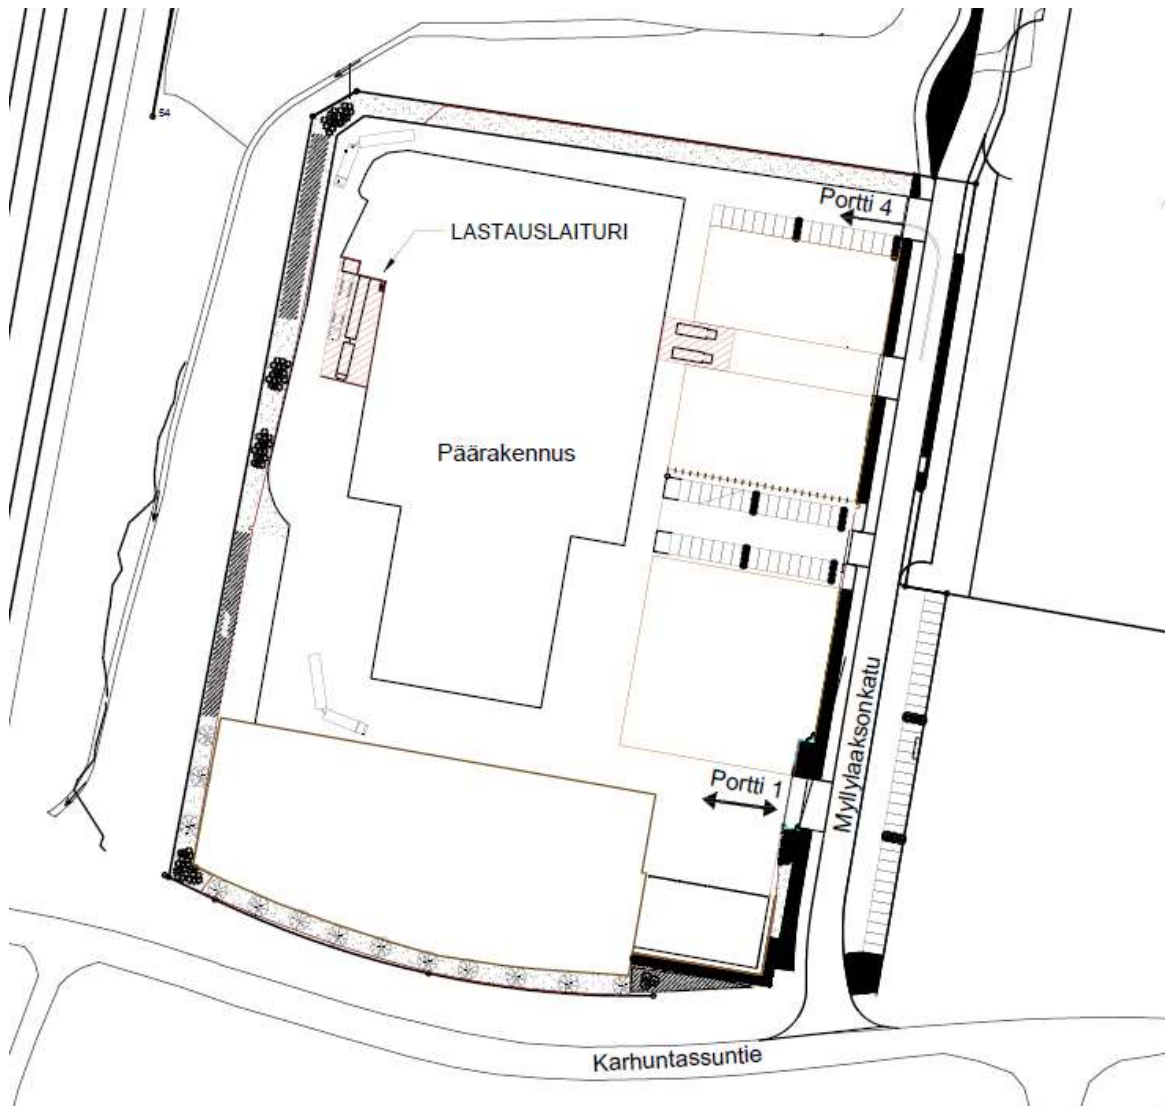 54
Portti 4
LASTAUSLAITURI
Päärakennus
Myllylaaksonkatu
Portti 1
Karhuntassuntie